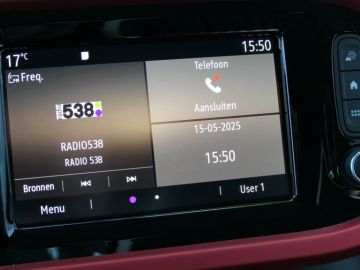 17°C
15:50
Freq.
Telefoon
538
Aansluiten
RADIO538
RADIO 538
15-05-2025
15:50
Bronnen
Menu
User 1